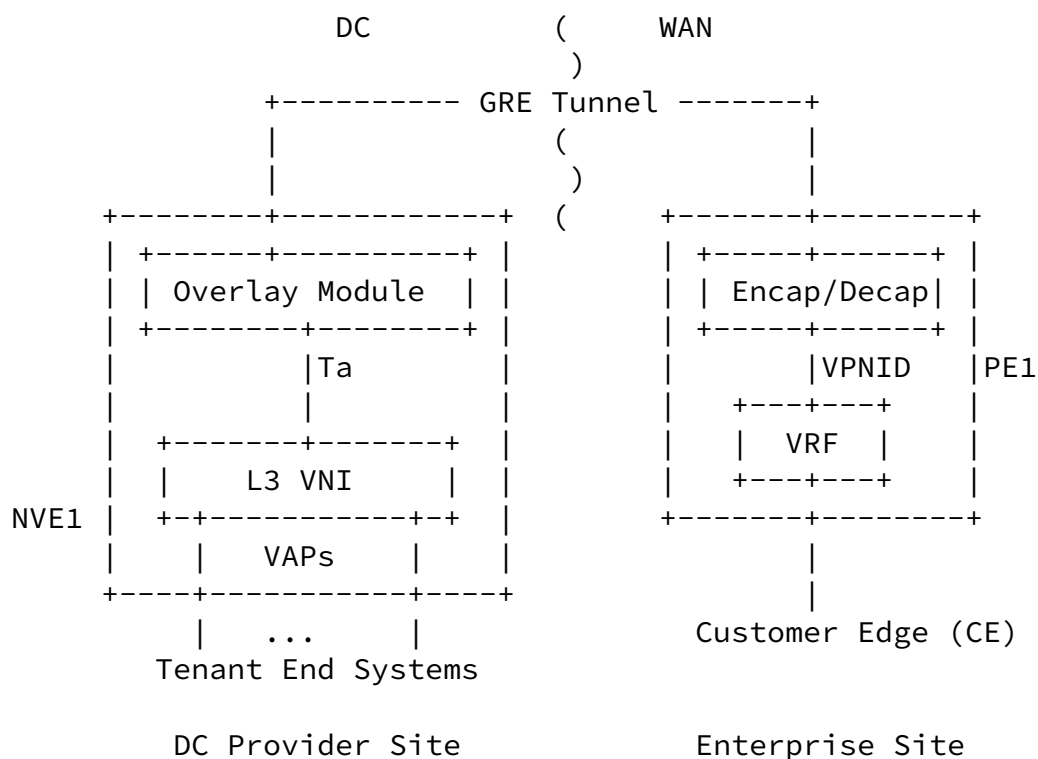 DC ( WAN
)
+---------- GRE Tunnel -------+
| ( |
| ) |
+--------+------------+ ( +-------+--------+
| +------+----------+ | | +-----+------+ |
| | Overlay Module | | | | Encap/Decap| |
| +--------+--------+ | | +-----+------+ |
| |Ta | | |VPNID |PE1
| | | | +---+---+ |
| +-------+-------+ | | | VRF | |
| | L3 VNI | | | +---+---+ |
NVE1 | +-+-----------+-+ | +-------+--------+
| | VAPs | | |
+----+-----------+----+ |
| ... | Customer Edge (CE)
Tenant End Systems
DC Provider Site Enterprise Site